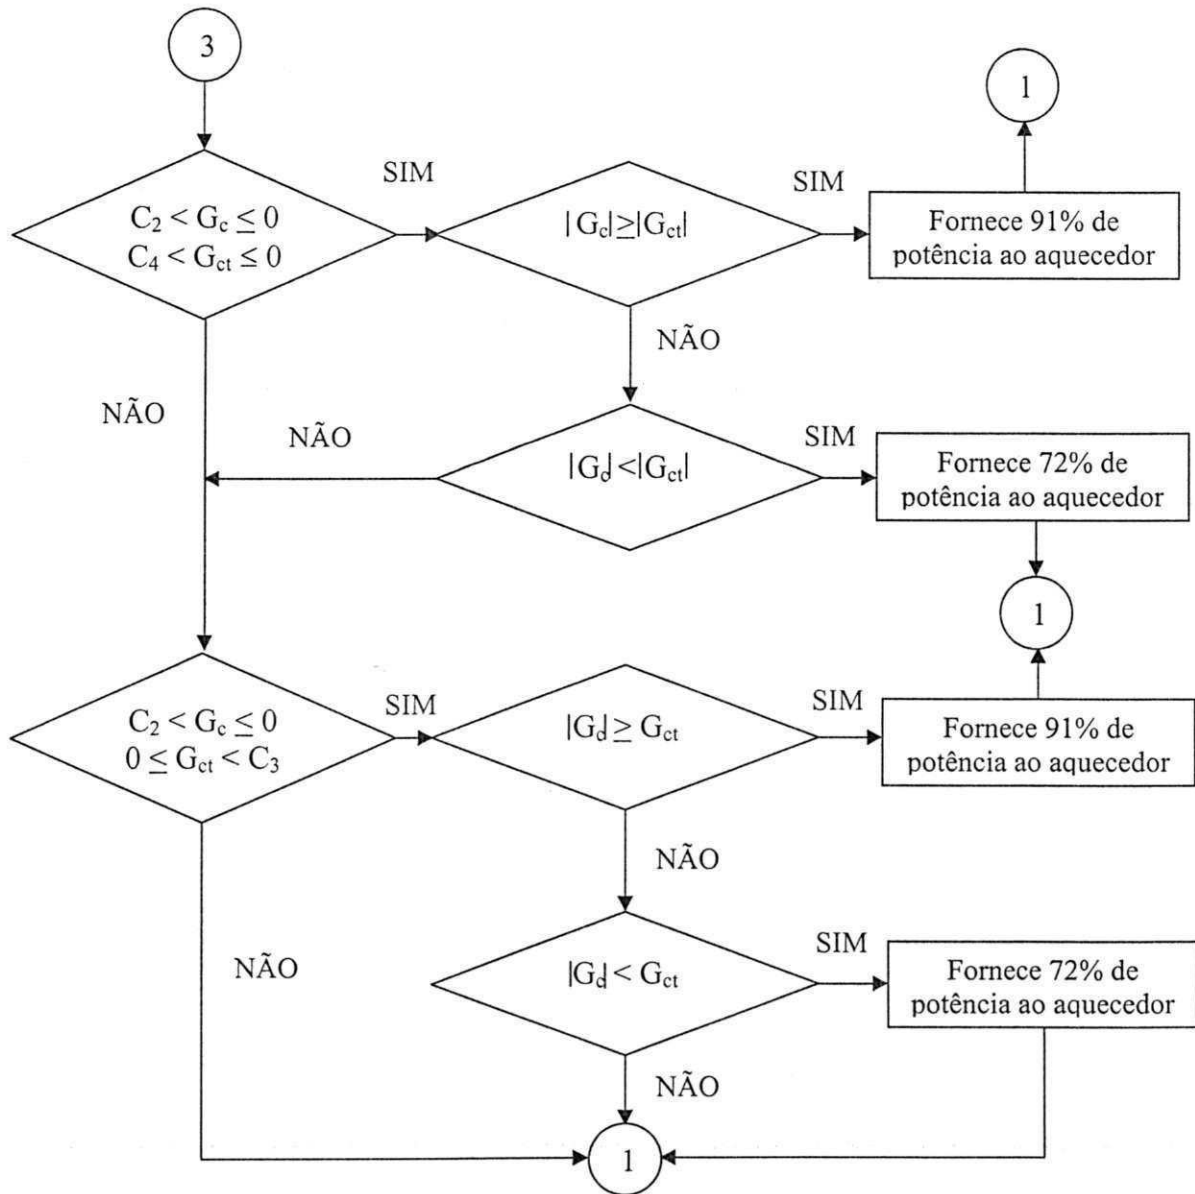 3
1
SIM
SIM
C₂ < G_c ≤ 0
C₄ < G_ct ≤ 0
|G_c| ≥ |G_ct|
Fornece 91% de
potência ao aquecedor
NÃO
NÃO
NÃO
SIM
|G_c| < |G_ct|
Fornece 72% de
potência ao aquecedor
1
SIM
SIM
C₂ < G_c ≤ 0
0 ≤ G_ct < C₃
|G_c| ≥ G_ct
Fornece 91% de
potência ao aquecedor
NÃO
NÃO
SIM
|G_c| < G_ct
Fornece 72% de
potência ao aquecedor
NÃO
1